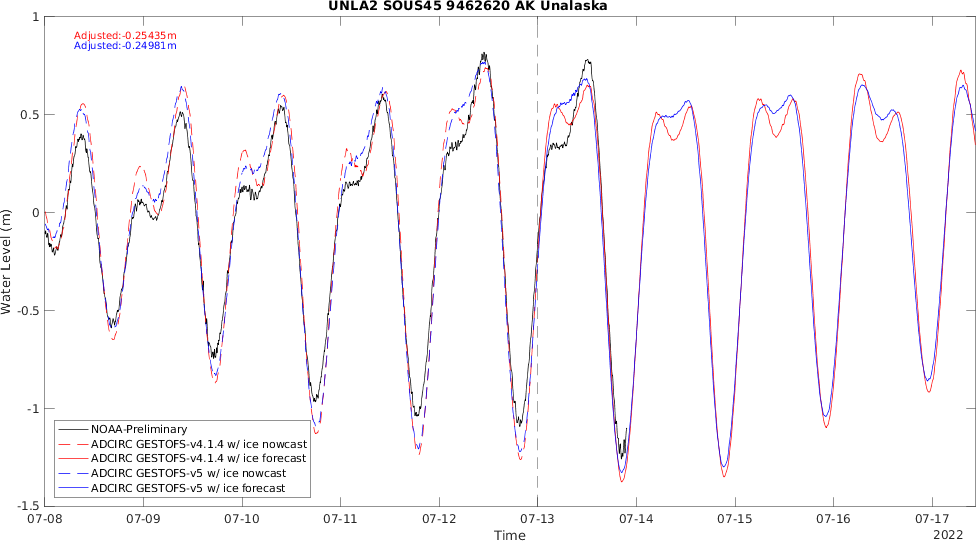 UNLA2 SOUS45 9462620 AK Unalaska
Adjusted:-0.25435m
Adjusted:-0.24981m
1
0.5
0
-0.5
-1
-1.5
Water Level (m)
NOAA-Preliminary
ADCIRC GESTOFS-v4.1.4 w/ ice nowcast
ADCIRC GESTOFS-v4.1.4 w/ ice forecast
ADCIRC GESTOFS-v5 w/ ice nowcast
ADCIRC GESTOFS-v5 w/ ice forecast
07-08 07-09 07-10 07-11 07-12 07-13 07-14 07-15 07-16 07-17
Time
2022